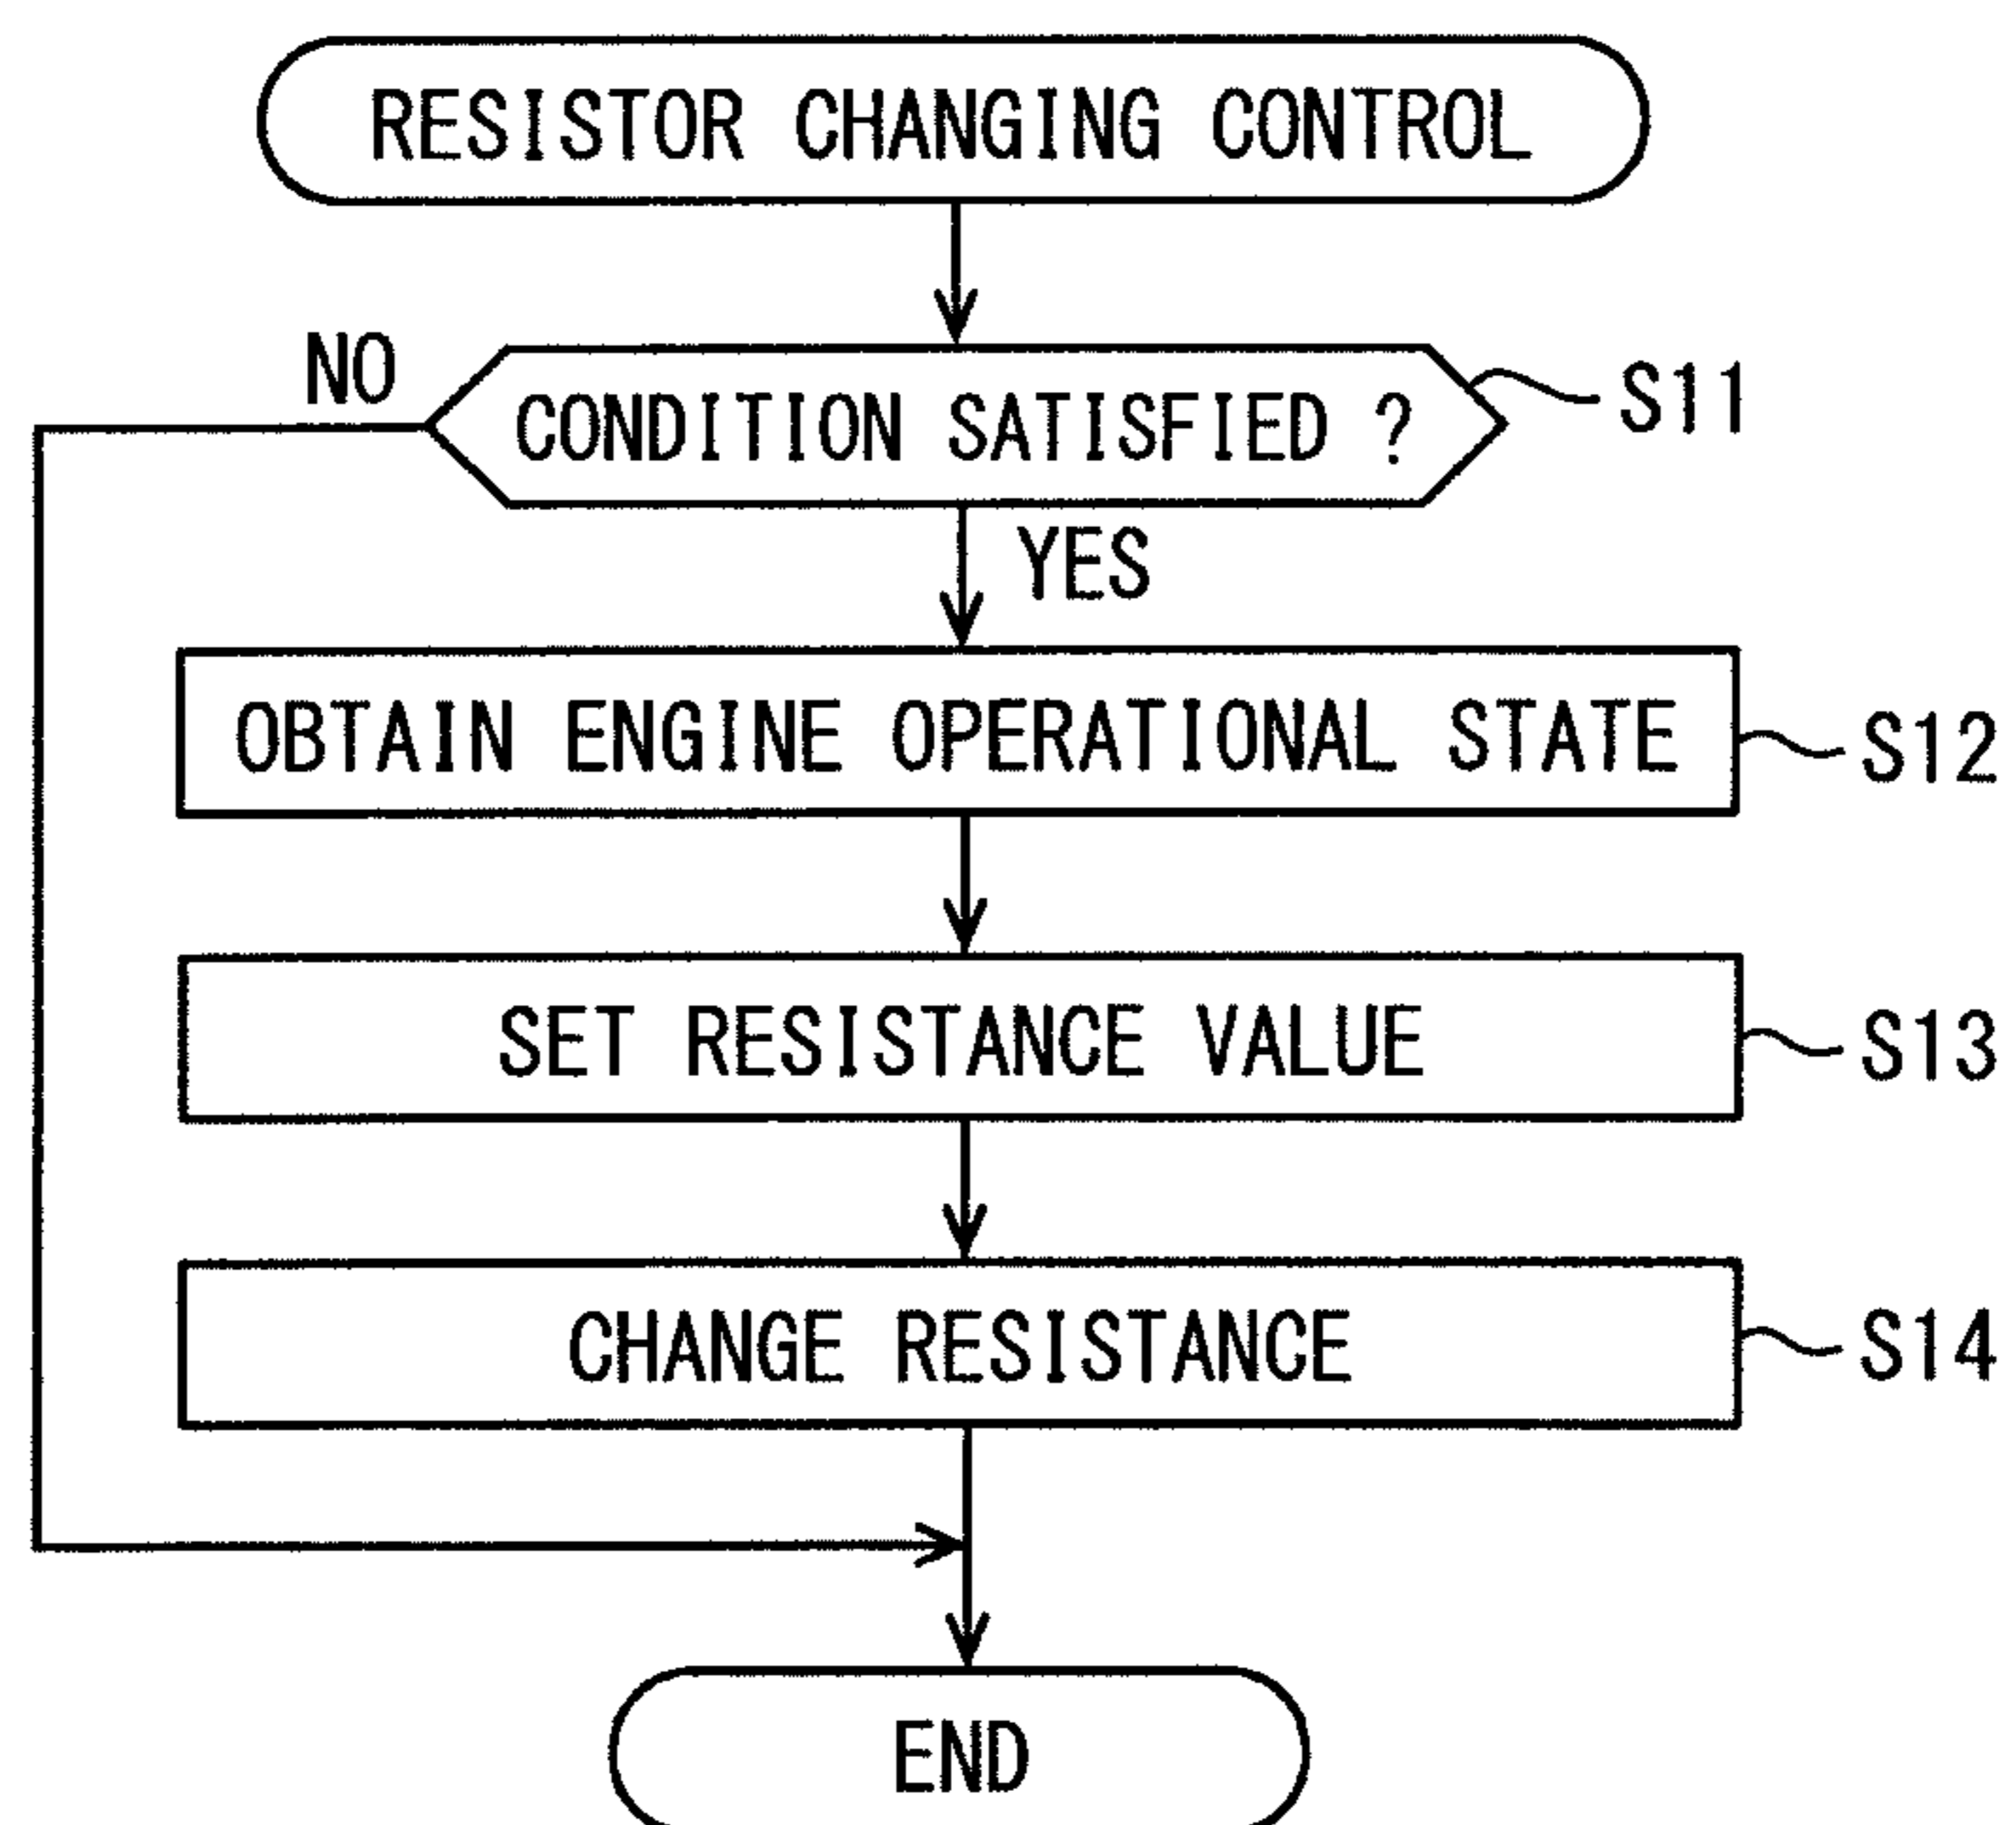 RESISTOR CHANGING CONTROL
NO
CONDITION SATISFIED ?
S11
YES
OBTAIN ENGINE OPERATIONAL STATE
S12
SET RESISTANCE VALUE
S13
CHANGE RESISTANCE
S14
END